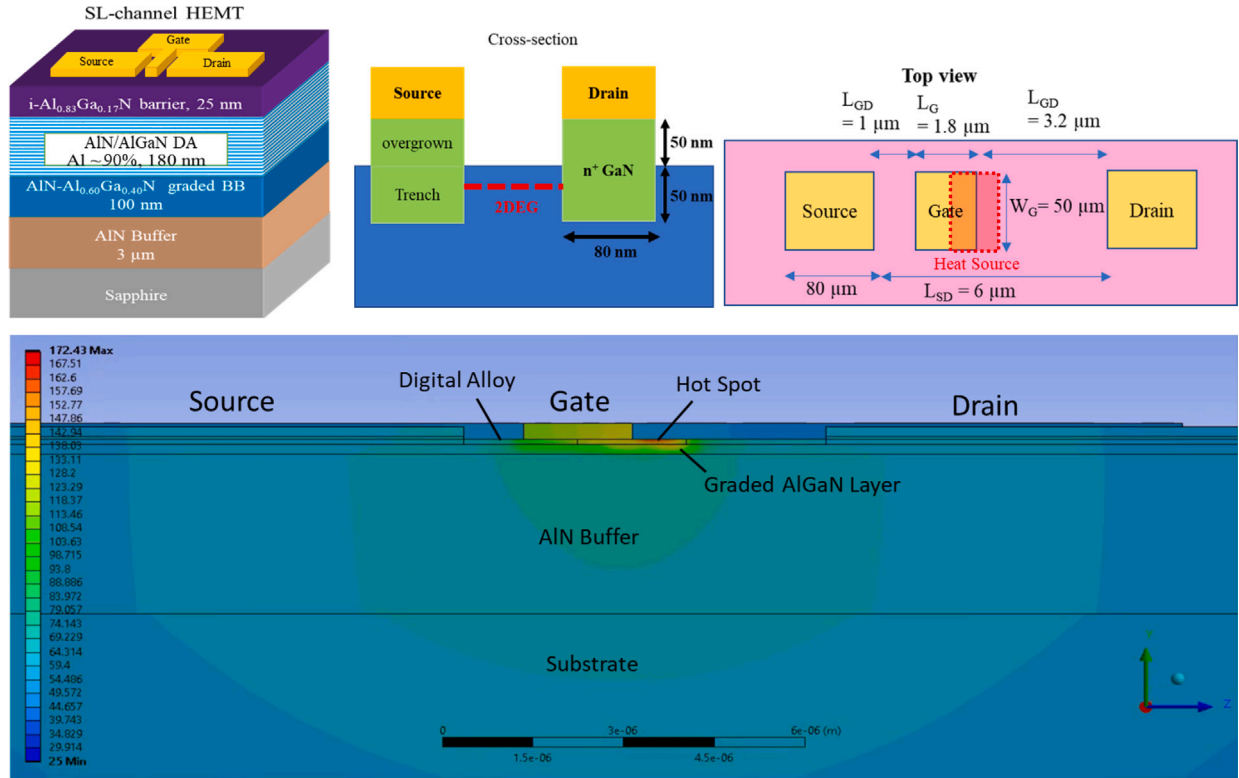 SL-channel HEMT
Gate
Source
Drain
i-Al0.83Ga0.17N barrier, 25 nm
AlN/AlGaN DA
Al ~90%, 180 nm
AlN-Al0.60Ga0.40N graded BB
100 nm
AlN Buffer
3 µm
Sapphire
Cross-section
Source
Drain
overgrown
50 nm
n+ GaN
Trench
2DEG
50 nm
80 nm
Top view
LGD
= 1 µm
LG
= 1.8 µm
LGD
= 3.2 µm
Source
Gate
WG= 50 µm
Drain
Heat Source
80 µm
LSD = 6 µm
172.43 Max
167.51
162.6
157.69
152.77
147.86
142.94
138.03
133.11
128.2
123.29
118.37
113.46
108.54
103.63
98.715
93.8
88.886
83.972
79.057
74.143
69.229
64.314
59.4
54.486
49.572
44.657
39.743
34.829
29.914
25 Min
Digital Alloy
Hot Spot
Source
Gate
Drain
Graded AlGaN Layer
AlN Buffer
Substrate
0
3e-06
6e-06 (m)
1.5e-06
4.5e-06
Y
Z